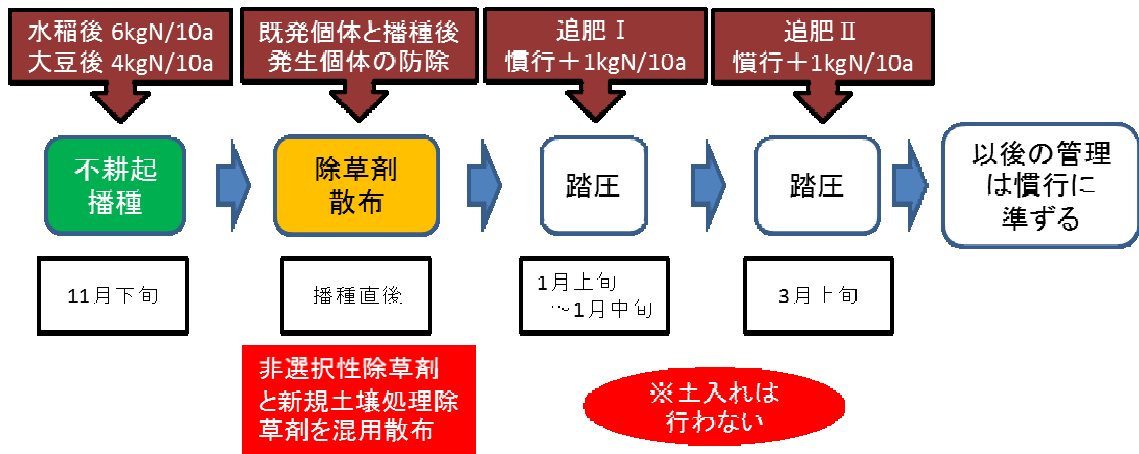 水稲後 6kgN/10a
大豆後 4kgN/10a
既発個体と播種後
発生個体の防除
追肥Ⅰ
慣行+1kgN/10a
追肥Ⅱ
慣行+1kgN/10a
不耕起
播種
除草剤
散布
踏圧
踏圧
以後の管理
は慣行に
準ずる
11月下旬
播種直後
1月上旬
～1月中旬
3月上旬
非選択性除草剤
と新規土壌処理除
草剤を混用散布
※土入れは
行わない